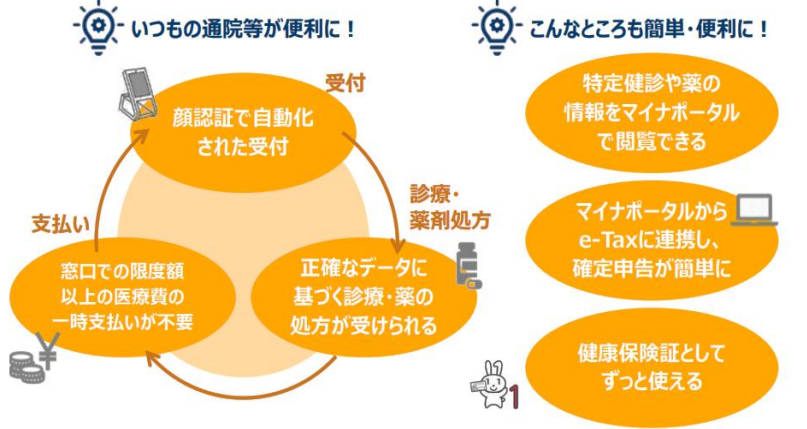 いつもの通院等が便利に！
受付
顔認証で自動化
された受付
診療・
薬剤処方
正確なデータに
基づく診療・薬の
処方が受けられる
支払い
窓口での限度額
以上の医療費の
一時支払いが不要
¥
こんなところも簡単・便利に！
特定健診や薬の
情報をマイナポータル
で閲覧できる
マイナポータルから
e-Taxに連携し、
確定申告が簡単に
健康保険証として
ずっと使える
1